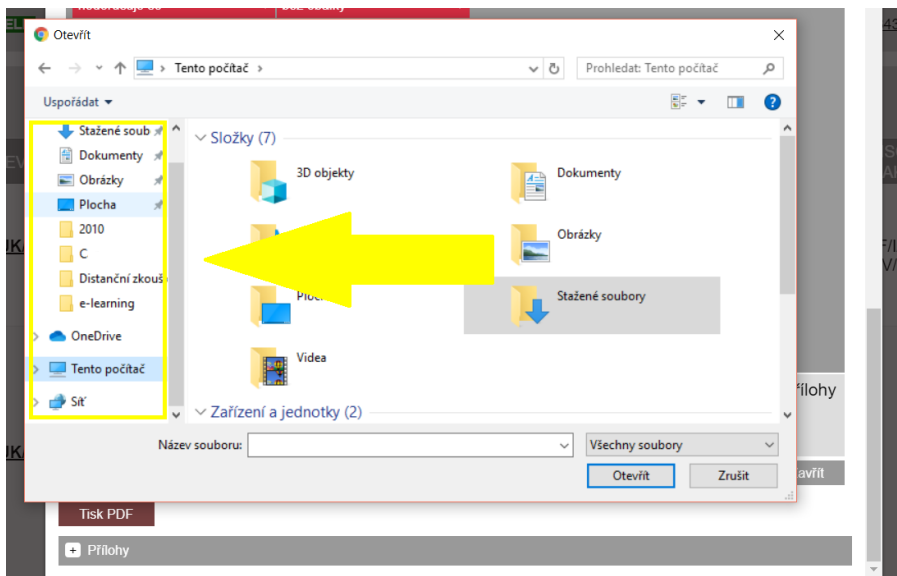 Otevřít
Tento počítač
Prohledat: Tento počítač
Uspořádat
Stažené soub
Dokumenty
Obrázky
Plocha
2010
C
Distanční zkouš
e-learning
OneDrive
Tento počítač
Síť
Složky (7)
3D objekty
Dokumenty
Obrázky
Stažené soubory
Videa
Zařízení a jednotky (2)
Název souboru:
Všechny soubory
Otevřít
Zrušit
Tisk PDF
Přílohy